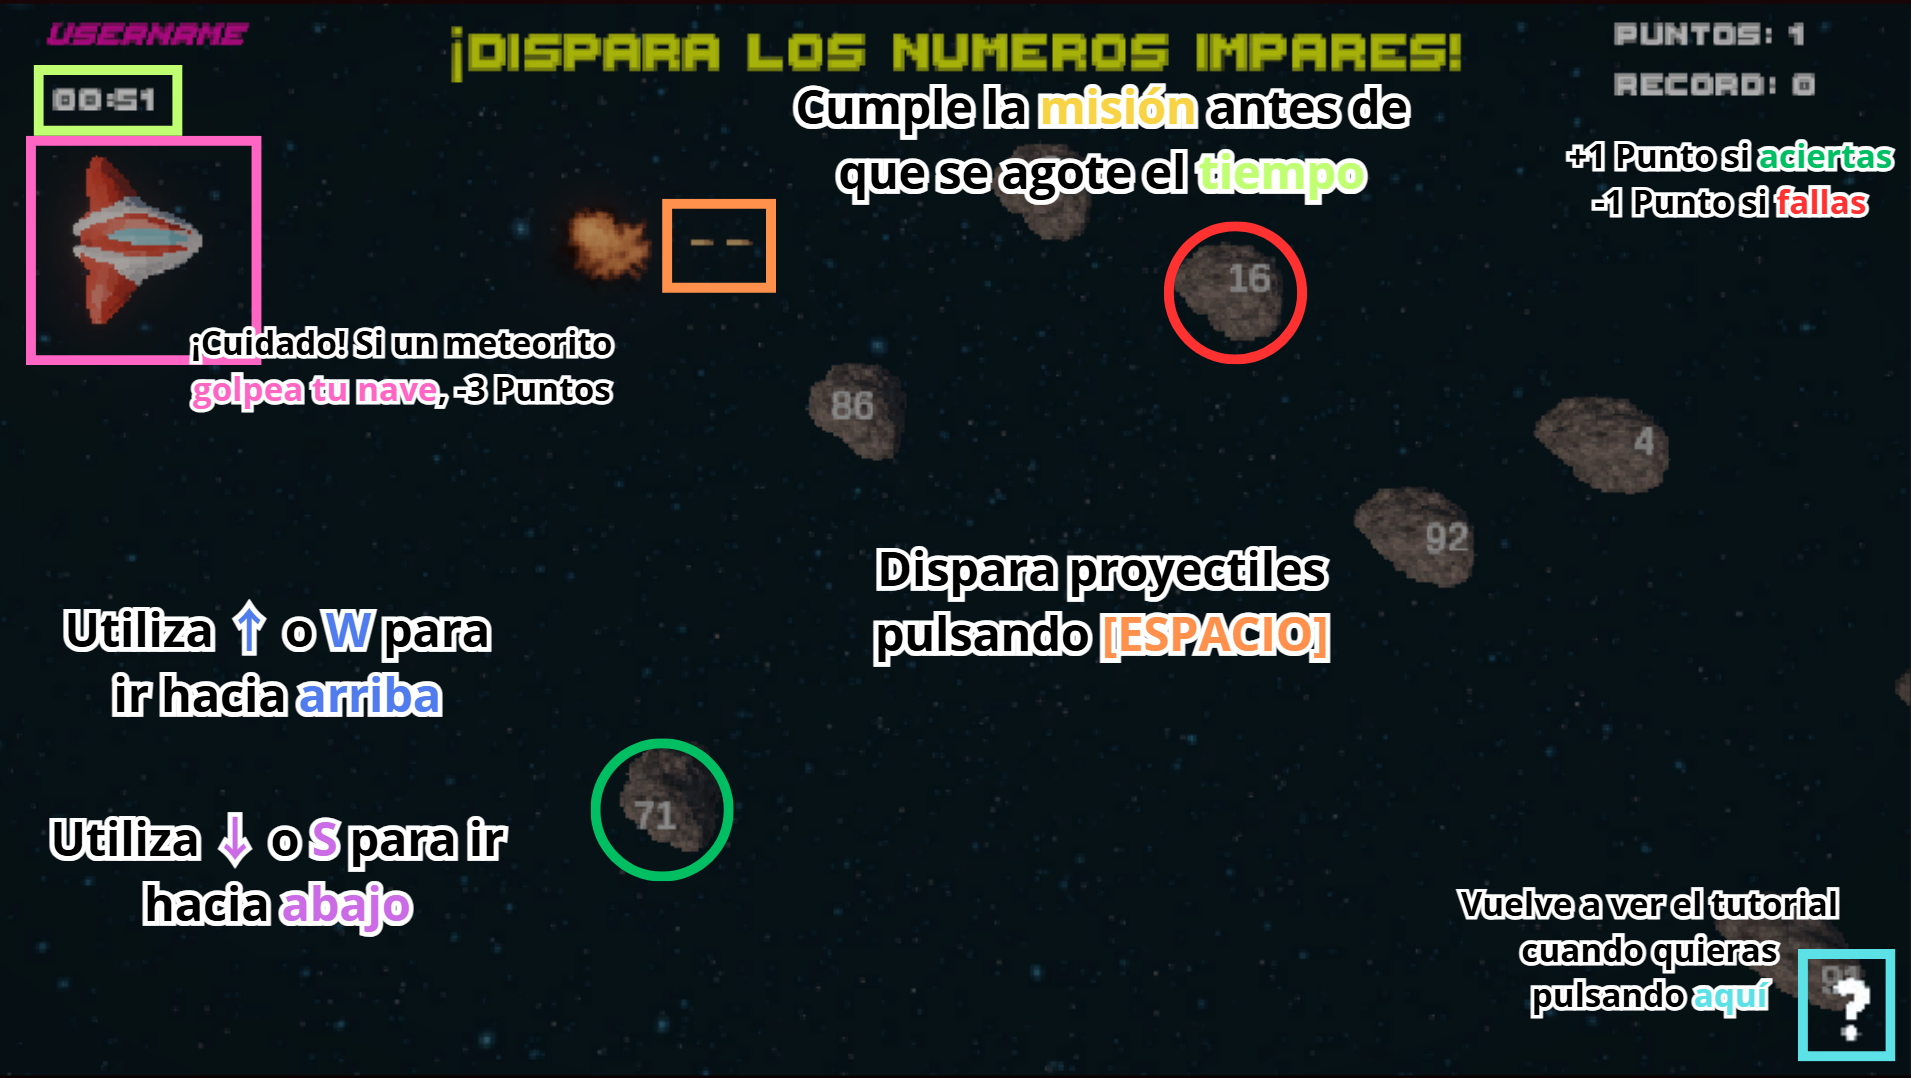 USERNAME
¡DISPARA LOS NUMEROS IMPARES!
PUNTOS: 1
RECORD: 0
00:51
Cumple la misión antes de
que se agote el tiempo
+1 Punto si aciertas
-1 Punto si fallas
16
¡Cuidado! Si un meteorito
golpea tu nave, -3 Puntos
86
4
92
Dispara proyectiles
pulsando [ESPACIO]
Utiliza ↑ o W para
ir hacia arriba
71
Utiliza ↓ o S para ir
hacia abajo
Vuelve a ver el tutorial
cuando quieras
pulsando aquí
?